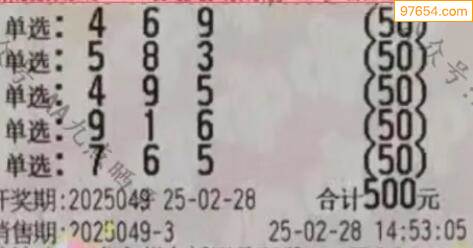 97654.com
单选: 4 6 9 (50)
单选: 5 8 3 (50)
单选: 4 9 5 (50)
单选: 9 1 6 (50)
单选: 7 6 5 (50)
开奖期:2025049 25-02-28 合计500元
销售期:2025049-3 25-02-28 14:53:05